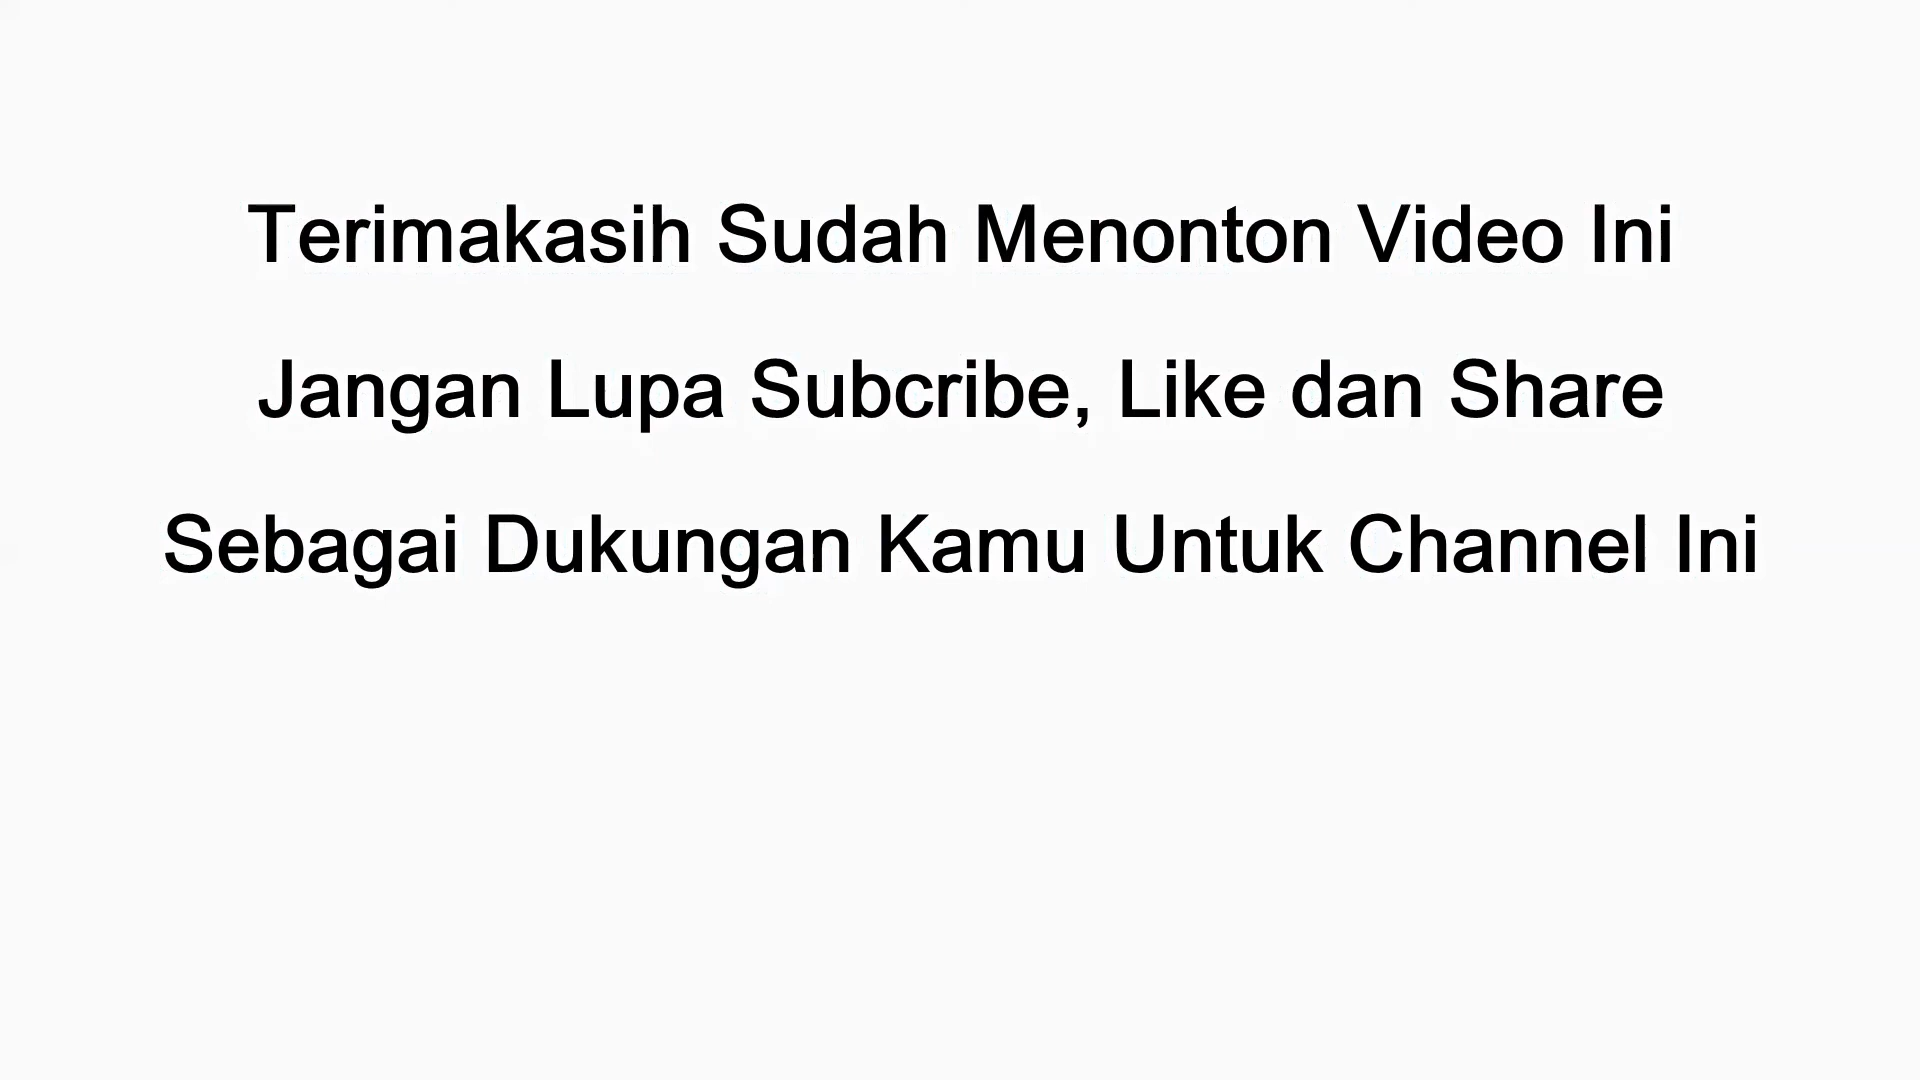 Terimakasih Sudah Menonton Video Ini
Jangan Lupa Subcribe, Like dan Share
Sebagai Dukungan Kamu Untuk Channel Ini